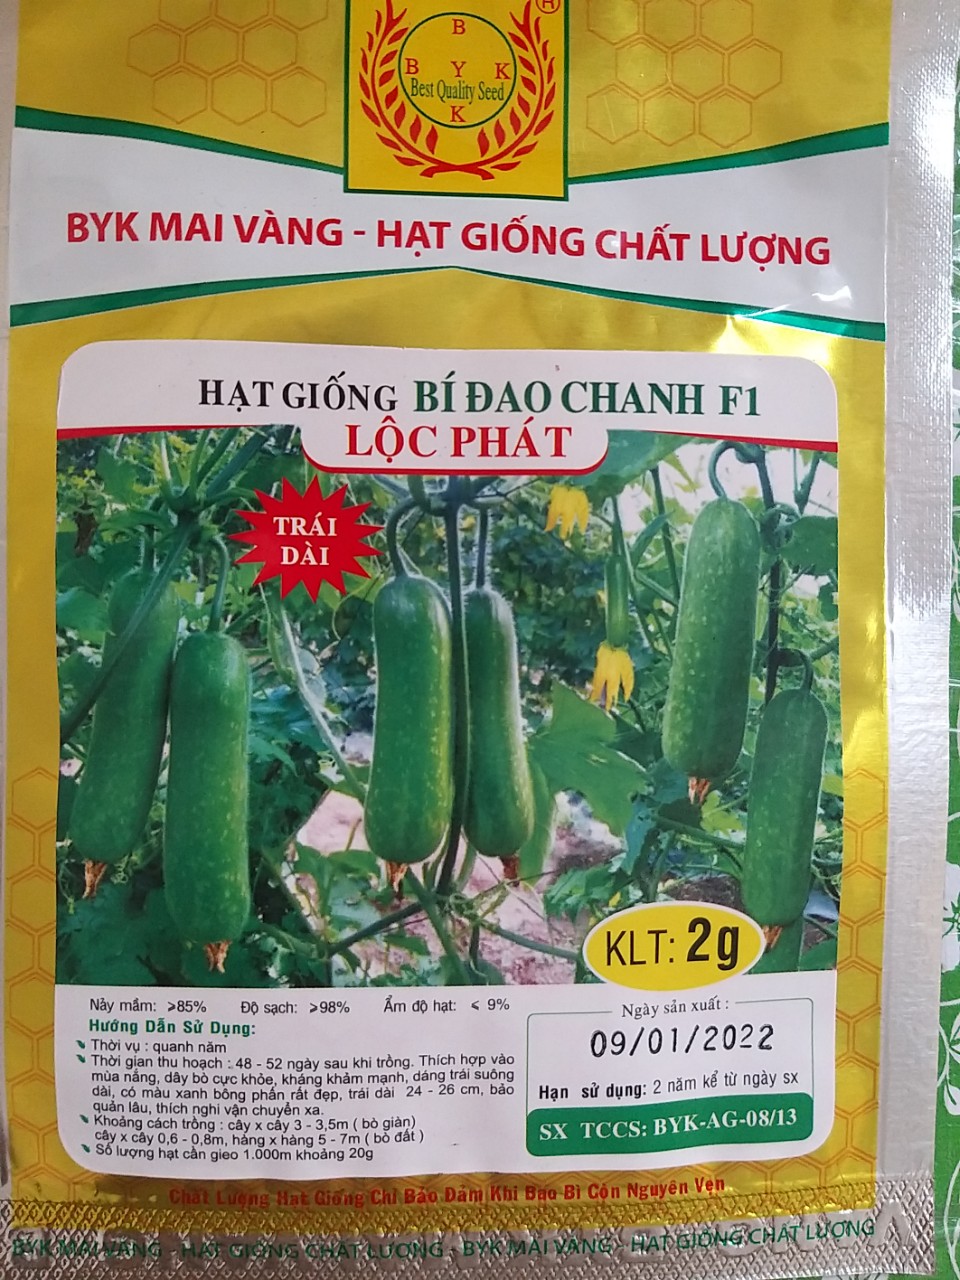 ®
B
B Y K
Best Quality Seed
K
BYK MAI VÀNG - HẠT GIỐNG CHẤT LƯỢNG
HẠT GIỐNG BÍ ĐAO CHANH F1
LỘC PHÁT
TRÁI
DÀI
KLT: 2g
Nảy mầm: ⩾85% Độ sạch: ⩾98% Ẩm độ hạt: ⩽ 9%
Hướng Dẫn Sử Dụng:
Thời vụ : quanh năm
Thời gian thu hoạch : 48 - 52 ngày sau khi trồng. Thích hợp vào
mùa nắng, dây bò cực khỏe, kháng khảm mạnh, dáng trái suông
dài, có màu xanh bông phấn rất đẹp, trái dài 24 - 26 cm, bảo
quản lâu, thích nghi vận chuyển xa.
Khoảng cách trồng : cây x cây 3 - 3,5m ( bò giàn)
cây x cây 0,6 - 0,8m, hàng x hàng 5 - 7m ( bò đất )
Số lượng hạt cần gieo 1.000m khoảng 20g
Ngày sản xuất :
09/01/2022
Hạn sử dụng: 2 năm kể từ ngày sx
SX TCCS: BYK-AG-08/13
Chất Lượng Hạt Giống Chỉ Bảo Đảm Khi Bao Bì Còn Nguyên Vẹn
BYK MAI VÀNG - HẠT GIỐNG CHẤT LƯỢNG - BYK MAI VÀNG - HẠT GIỐNG CHẤT LƯỢNG